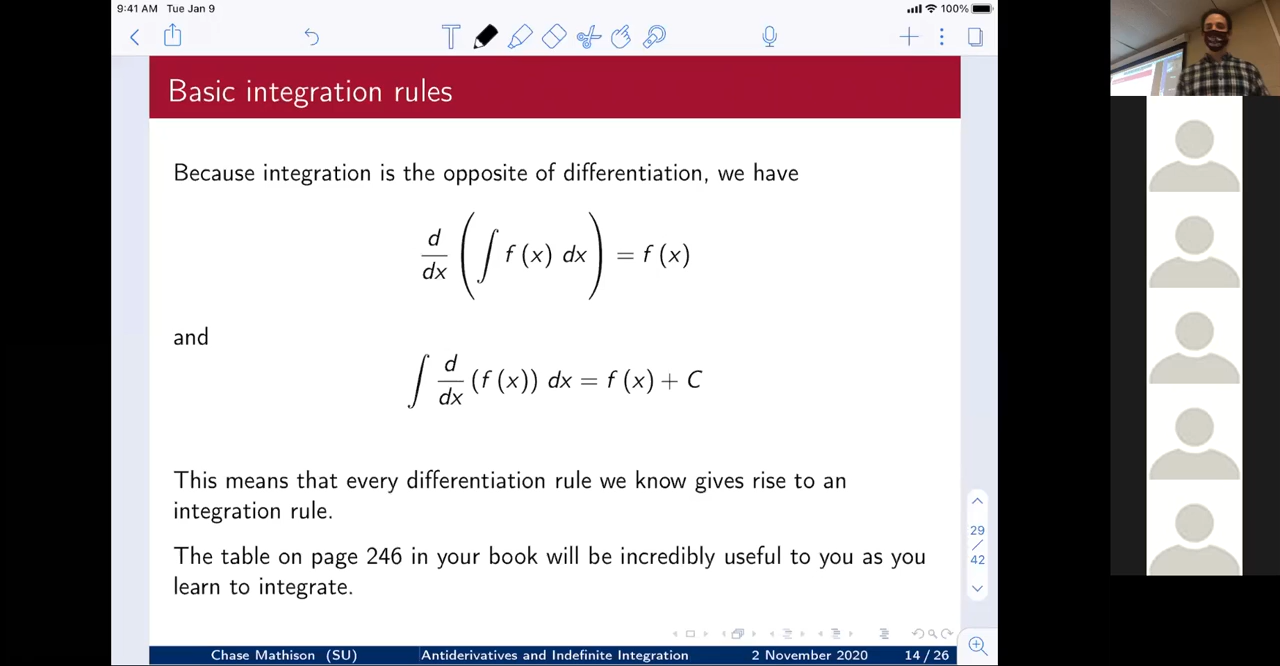 9:41 AM Tue Jan 9
100%
Basic integration rules
Because integration is the opposite of differentiation, we have
d/dx (∫ f (x) dx) = f (x)
and
∫ d/dx (f (x)) dx = f (x) + C
This means that every differentiation rule we know gives rise to an
integration rule.
The table on page 246 in your book will be incredibly useful to you as you
learn to integrate.
29
/
42
Chase Mathison (SU) Antiderivatives and Indefinite Integration 2 November 2020 14 / 26